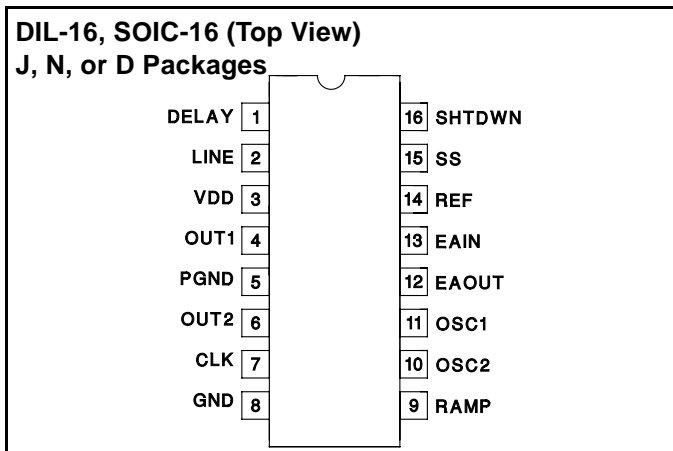 DIL-16, SOIC-16 (Top View)
J, N, or D Packages
DELAY 1 16 SHTDWN
LINE 2 15 SS
VDD 3 14 REF
OUT1 4 13 EAIN
PGND 5 12 EAOUT
OUT2 6 11 OSC1
CLK 7 10 OSC2
GND 8 9 RAMP